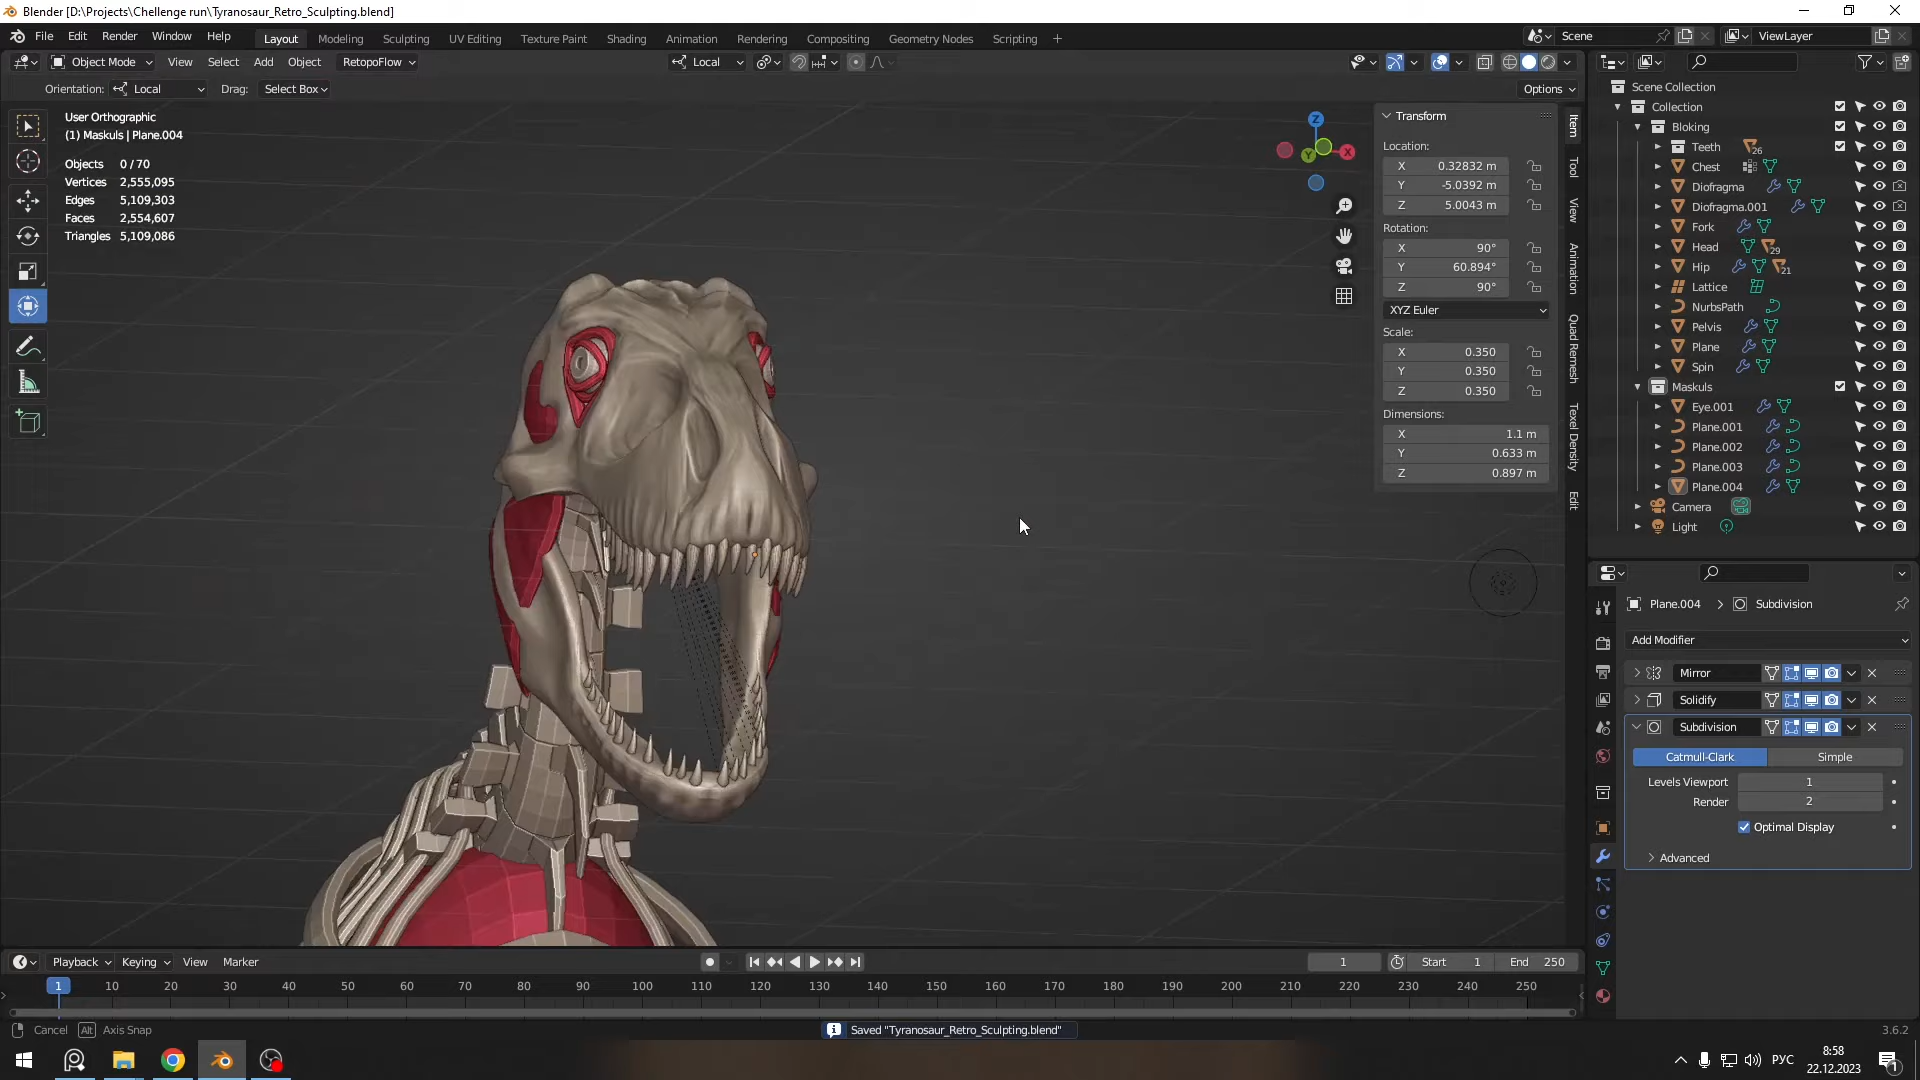 Blender [D:\Projects\Chellenge run\Tyranosaur_Retro_Sculpting.blend]
File Edit Render Window Help Layout Modeling Sculpting UV Editing Texture Paint Shading Animation Rendering Compositing Geometry Nodes Scripting + Scene ViewLayer
Object Mode View Select Add Object RetopoFlow Local
Orientation: Local Drag: Select Box Options
User Orthographic
(1) Maskuls | Plane.004
Objects 0 / 70
Vertices 2,555,095
Edges 5,109,303
Faces 2,554,607
Triangles 5,109,086
Z
Y
X
Transform
Location:
X 0.32832 m
Y -5.0392 m
Z 5.0043 m
Rotation:
X 90°
Y 60.894°
Z 90°
XYZ Euler
Scale:
X 0.350
Y 0.350
Z 0.350
Dimensions:
X 1.1 m
Y 0.633 m
Z 0.897 m
Item
Tool
View
Animation
Quad Remesh
Texel Density
Edit
Scene Collection
Collection
Bloking
Teeth 26
Chest
Diofragma
Diofragma.001
Fork
Head 29
Hip 21
Lattice
NurbsPath
Pelvis
Plane
Spin
Maskuls
Eye.001
Plane.001
Plane.002
Plane.003
Plane.004
Camera
Light
Plane.004 Subdivision
Add Modifier
Mirror
Solidify
Subdivision
Catmull-Clark Simple
Levels Viewport 1
Render 2
Optimal Display
Advanced
Playback Keying View Marker 1 Start 1 End 250
1 10 20 30 40 50 60 70 80 90 100 110 120 130 140 150 160 170 180 190 200 210 220 230 240 250
Cancel Alt Axis Snap Saved "Tyranosaur_Retro_Sculpting.blend" 3.6.2
РУС 8:58
22.12.2023 1